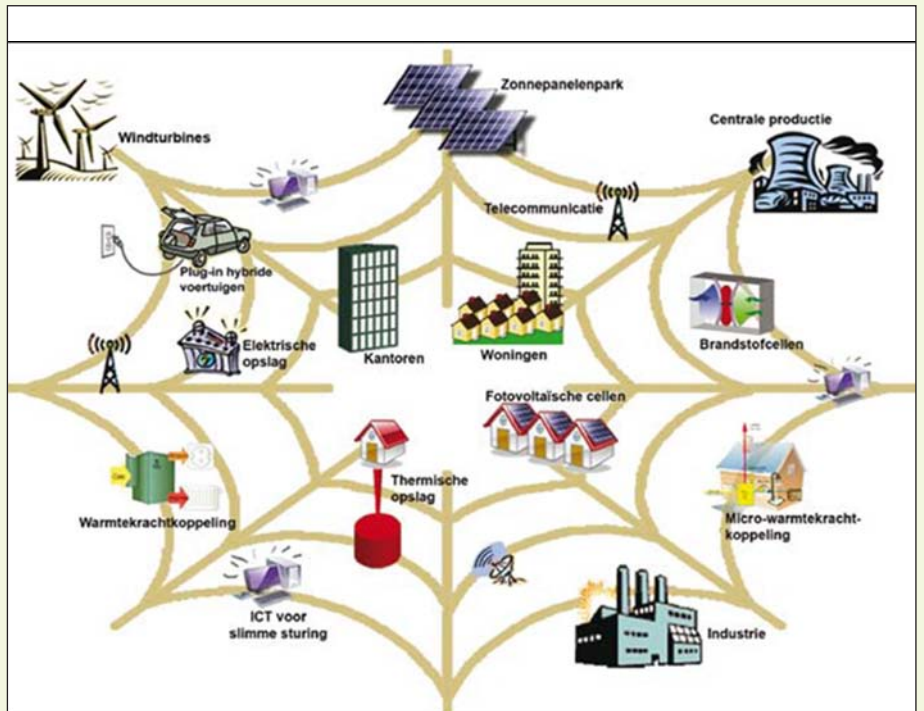 Zonnepanelenpark
Windturbines
Centrale productie
Telecommunicatie
Plug-in hybride
voertuigen
Elektrische
opslag
Kantoren
Woningen
Brandstofcellen
Fotovoltaïsche cellen
Thermische
opslag
Warmtekrachtkoppeling
Micro-warmtekracht-
koppeling
ICT voor
slimme sturing
Industrie